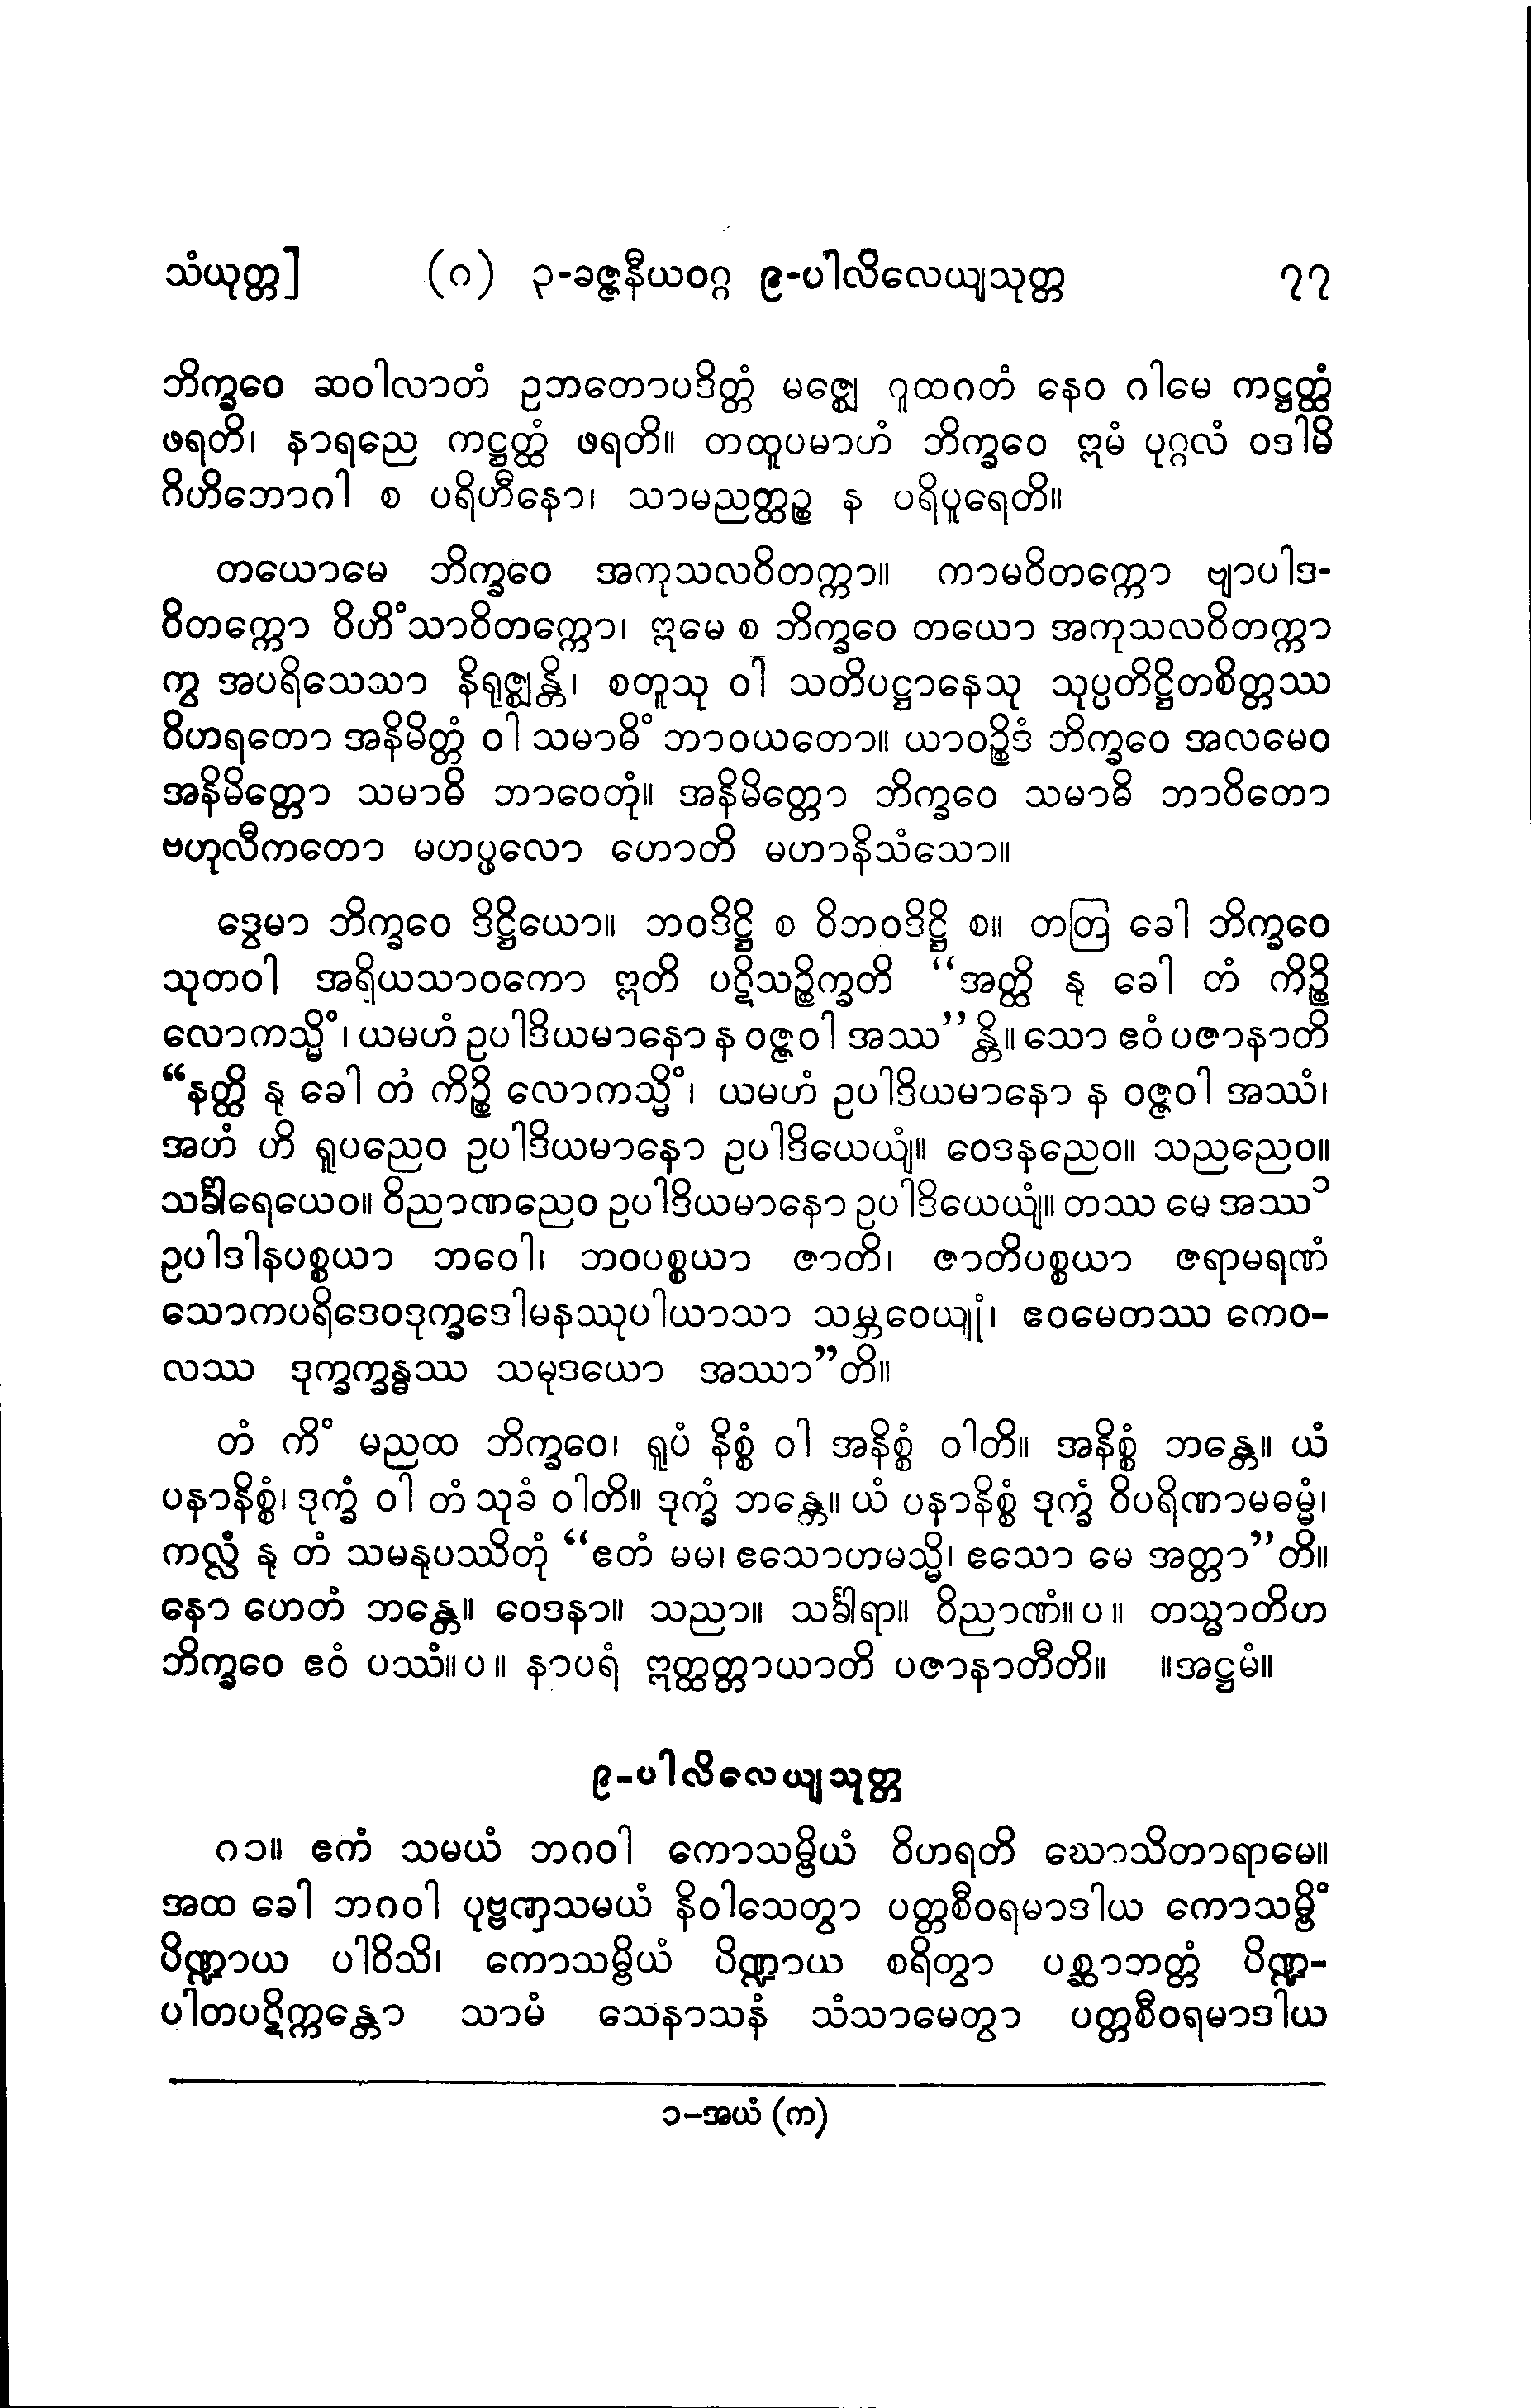 သံယုတ္တ] (ဂ) ၃-ခဇ္ဇနီယဝဂ္ဂ ၉-ပါလိလေယျသုတ္တ ၇၇
ဘိက္ခဝေ ဆဝါလာတံ ဥဘတောပဒိတ္တံ မဇ္ဈေ ဂူထဂတံ နေဝ ဂါမေ ကဋ္ဌတ္ထံ
ဖရတိ၊ နာရညေ ကဋ္ဌတ္ထံ ဖရတိ။ တထူပမာဟံ ဘိက္ခဝေ ဣမံ ပုဂ္ဂလံ ဝဒါမိ
ဂိဟိဘောဂါ စ ပရိဟီနော၊ သာမညတ္ထဉ္စ န ပရိပူရေတိ။
တယောမေ ဘိက္ခဝေ အကုသလဝိတက္ကာ။ ကာမဝိတက္ကော ဗျာပါဒ-
ဝိတက္ကော ဝိဟိံသာဝိတက္ကော၊ ဣမေ စ ဘိက္ခဝေ တယော အကုသလဝိတက္ကာ
ကွ အပရိသေသာ နိရုဇ္ဈန္တိ၊ စတူသု ဝါ သတိပဋ္ဌာနေသု သုပ္ပတိဋ္ဌိတစိတ္တဿ
ဝိဟရတော အနိမိတ္တံ ဝါ သမာဓိံ ဘာဝယတော။ ယာဝဉ္စိဒံ ဘိက္ခဝေ အလမေဝ
အနိမိတ္တော သမာဓိ ဘာဝေတုံ။ အနိမိတ္တော ဘိက္ခဝေ သမာဓိ ဘာဝိတော
ဗဟုလီကတော မဟပ္ဖလော ဟောတိ မဟာနိသံသော။
ဒွေမာ ဘိက္ခဝေ ဒိဋ္ဌိယော။ ဘဝဒိဋ္ဌိ စ ဝိဘဝဒိဋ္ဌိ စ။ တတြ ခေါ ဘိက္ခဝေ
သုတဝါ အရိယသာဝကော ဣတိ ပဋိသဉ္စိက္ခတိ “အတ္ထိ နု ခေါ တံ ကိဉ္စိ
လောကသ္မိံ၊ ယမဟံ ဥပါဒိယမာနော န ဝဇ္ဇဝါ အဿ”န္တိ။ သော ဧဝံ ပဇာနာတိ
“နတ္ထိ နု ခေါ တံ ကိဉ္စိ လောကသ္မိံ၊ ယမဟံ ဥပါဒိယမာနော န ဝဇ္ဇဝါ အဿံ၊
အဟံ ဟိ ရူပညေဝ ဥပါဒိယမာနော ဥပါဒိယေယျံ။ ဝေဒနညေဝ။ သညညေဝ။
သင်္ခါရေယေဝ။ ဝိညာဏညေဝ ဥပါဒိယမာနော ဥပါဒိယေယျံ။ တဿ မေ အဿ ၁
ဥပါဒါနပစ္စယာ ဘဝေါ၊ ဘဝပစ္စယာ ဇာတိ၊ ဇာတိပစ္စယာ ဇရာမရဏံ
သောကပရိဒေဝဒုက္ခဒေါမနဿုပါယာသာ သမ္ဘဝေယျုံ၊ ဧဝမေတဿ ကေဝ-
လဿ ဒုက္ခက္ခန္ဓဿ သမုဒယော အဿာ”တိ။
တံ ကိံ မညထ ဘိက္ခဝေ၊ ရူပံ နိစ္စံ ဝါ အနိစ္စံ ဝါတိ။ အနိစ္စံ ဘန္တေ။ ယံ
ပနာနိစ္စံ၊ ဒုက္ခံ ဝါ တံ သုခံ ဝါတိ။ ဒုက္ခံ ဘန္တေ။ ယံ ပနာနိစ္စံ ဒုက္ခံ ဝိပရိဏာမဓမ္မံ၊
ကလ္လံ နု တံ သမနုပဿိတုံ “ဧတံ မမ၊ ဧသောဟမသ္မိ၊ ဧသော မေ အတ္တာ”တိ။
နော ဟေတံ ဘန္တေ။ ဝေဒနာ။ သညာ။ သင်္ခါရာ။ ဝိညာဏံ။ ပ။ တသ္မာတိဟ
ဘိက္ခဝေ ဧဝံ ပဿံ။ ပ။ နာပရံ ဣတ္ထတ္တာယာတိ ပဇာနာတီတိ။ ။အဋ္ဌမံ။
၉-ပါလိလေယျသုတ္တ
ဂ၁။ ဧကံ သမယံ ဘဂဝါ ကောသမ္ဗိယံ ဝိဟရတိ ဃောသိတာရာမေ။
အထ ခေါ ဘဂဝါ ပုဗ္ဗဏှသမယံ နိဝါသေတွာ ပတ္တစီဝရမာဒါယ ကောသမ္ဗိံ
ပိဏ္ဍာယ ပါဝိသိ၊ ကောသမ္ဗိယံ ပိဏ္ဍာယ စရိတွာ ပစ္ဆာဘတ္တံ ပိဏ္ဍ-
ပါတပဋိက္ကန္တော သာမံ သေနာသနံ သံသာမေတွာ ပတ္တစီဝရမာဒါယ
၁-အယံ (က)